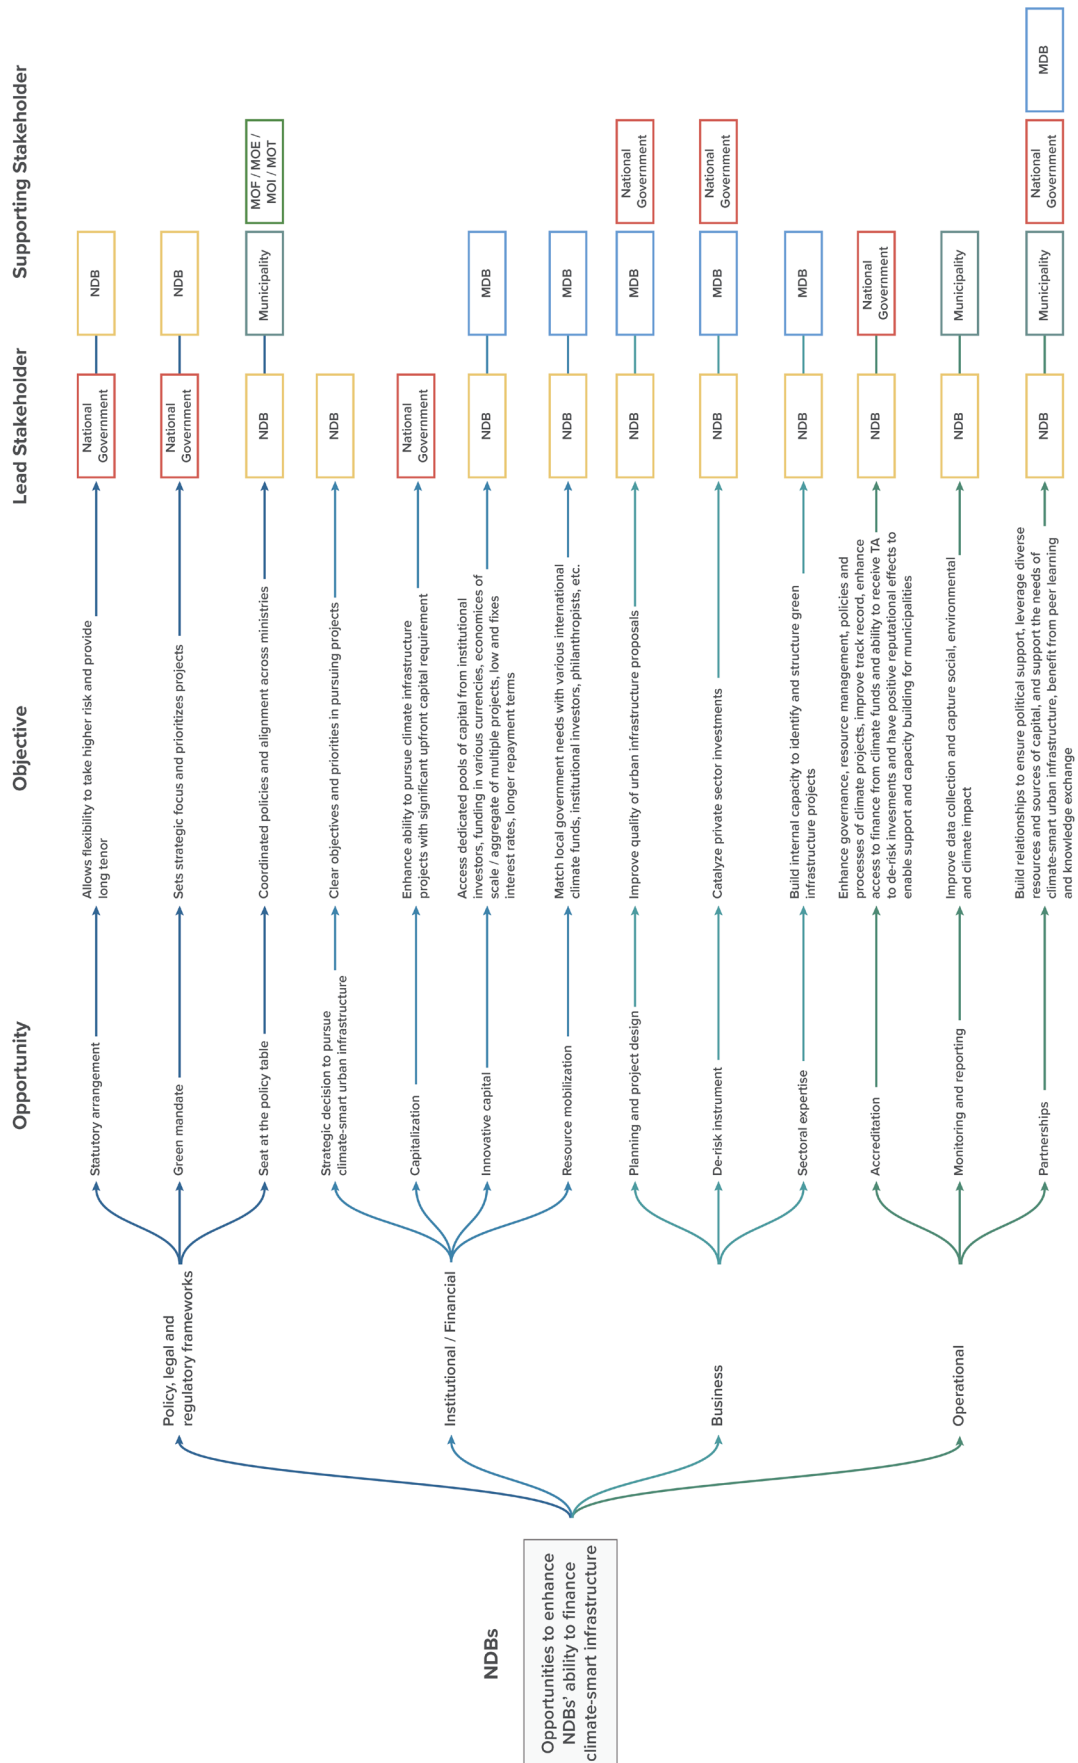 NDBs
Opportunities to enhance
NDBs' ability to finance
climate-smart infrastructure
Opportunity
Objective
Lead Stakeholder
Supporting Stakeholder
Policy, legal and
regulatory frameworks
Statutory arrangement
Allows flexibility to take higher risk and provide
long tenor
National
Government
NDB
Green mandate
Sets strategic focus and prioritizes projects
National
Government
NDB
Seat at the policy table
Coordinated policies and alignment across ministries
NDB
Municipality
MOF / MOE /
MOI / MOT
Institutional / Financial
Strategic decision to pursue
climate-smart urban infrastructure
Clear objectives and priorities in pursuing projects
NDB
Capitalization
Enhance ability to pursue climate infrastructure
projects with significant upfront capital requirement
National
Government
Innovative capital
Access dedicated pools of capital from institutional
investors, funding in various currencies, economices of
scale / aggregate of multiple projects, low and fixes
interest rates, longer repayment terms
NDB
MDB
Resource mobilization
Match local government needs with various international
climate funds, institutional investors, philanthropists, etc.
NDB
MDB
Business
Planning and project design
Improve quality of urban infrastructure proposals
NDB
MDB
National
Government
De-risk instrument
Catalyze private sector investments
NDB
MDB
National
Government
Sectoral expertise
Build internal capacity to identify and structure green
infrastructure projects
NDB
MDB
Operational
Accreditation
Enhance governance, resource management, policies and
processes of climate projects, improve track record, enhance
access to finance from climate funds and ability to receive TA
to de-risk invesments and have positive reputational effects to
enable support and capacity building for municipalities
NDB
National
Government
Monitoring and reporting
Improve data collection and capture social, environmental
and climate impact
NDB
Municipality
Partnerships
Build relationships to ensure political support, leverage diverse
resources and sources of capital, and support the needs of
climate-smart urban infrastructure, benefit from peer learning
and knowledge exchange
NDB
Municipality
National
Government
MDB